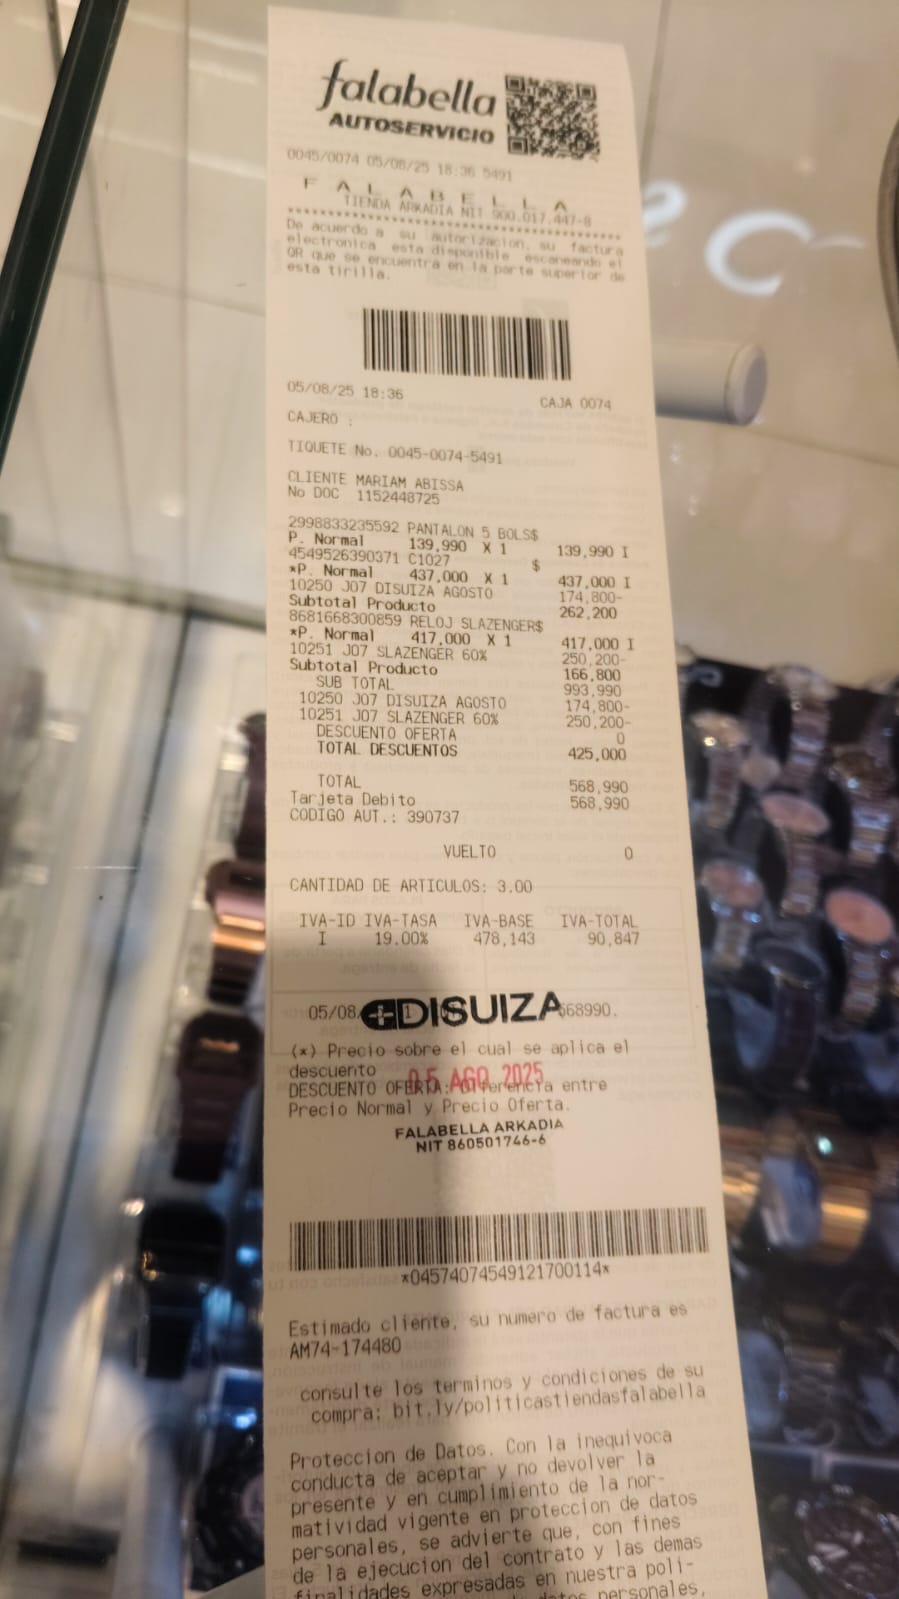 falabella
AUTOSERVICIO
0045/0074 05/08/25 18:36 5491
F A L A B E L L A
TIENDA ARKADIA NIT 900.017.447-8
****************************************
De acuerdo a su autorizacion, su factura
electronica esta disponible escaneando el
QR que se encuentra en la parte superior de
esta tirilla.
05/08/25 18:36 CAJA 0074
CAJERO :
TIQUETE No. 0045-0074-5491
CLIENTE MARIAM ABISSA
No DOC 1152448725
2998833235592 PANTALON 5 BOLS$
P. Normal 139,990 X 1 139,990 I
4549526390371 C1027 $
*P. Normal 437,000 X 1 437,000 I
10250 J07 DISUIZA AGOSTO 174,800-
Subtotal Producto 262,200
8681668300859 RELOJ SLAZENGER$
*P. Normal 417,000 X 1 417,000 I
10251 J07 SLAZENGER 60% 250,200-
Subtotal Producto 166,800
SUB TOTAL 993,990
10250 J07 DISUIZA AGOSTO 174,800-
10251 J07 SLAZENGER 60% 250,200-
DESCUENTO OFERTA 0
TOTAL DESCUENTOS 425,000
TOTAL 568,990
Tarjeta Debito 568,990
CODIGO AUT.: 390737
VUELTO 0
CANTIDAD DE ARTICULOS: 3.00
IVA-ID IVA-TASA IVA-BASE IVA-TOTAL
I 19.00% 478,143 90,847
05/08 DISUIZA 568990.
(*) Precio sobre el cual se aplica el
descuento
05 AGO 2025
DESCUENTO OFERTA: Diferencia entre
Precio Normal y Precio Oferta.
FALABELLA ARKADIA
NIT 860501746-6
*04574074549121700114*
Estimado cliente, su numero de factura es
AM74-174480
consulte los terminos y condiciones de su
compra: bit.ly/politicastiendasfalabella
Proteccion de Datos. Con la inequivoca
conducta de aceptar y no devolver la
presente y en cumplimiento de la nor-
matividad vigente en proteccion de datos
personales, se advierte que, con fines
de la ejecucion del contrato y las demas
finalidades expresadas en nuestra poli-
datos personales,